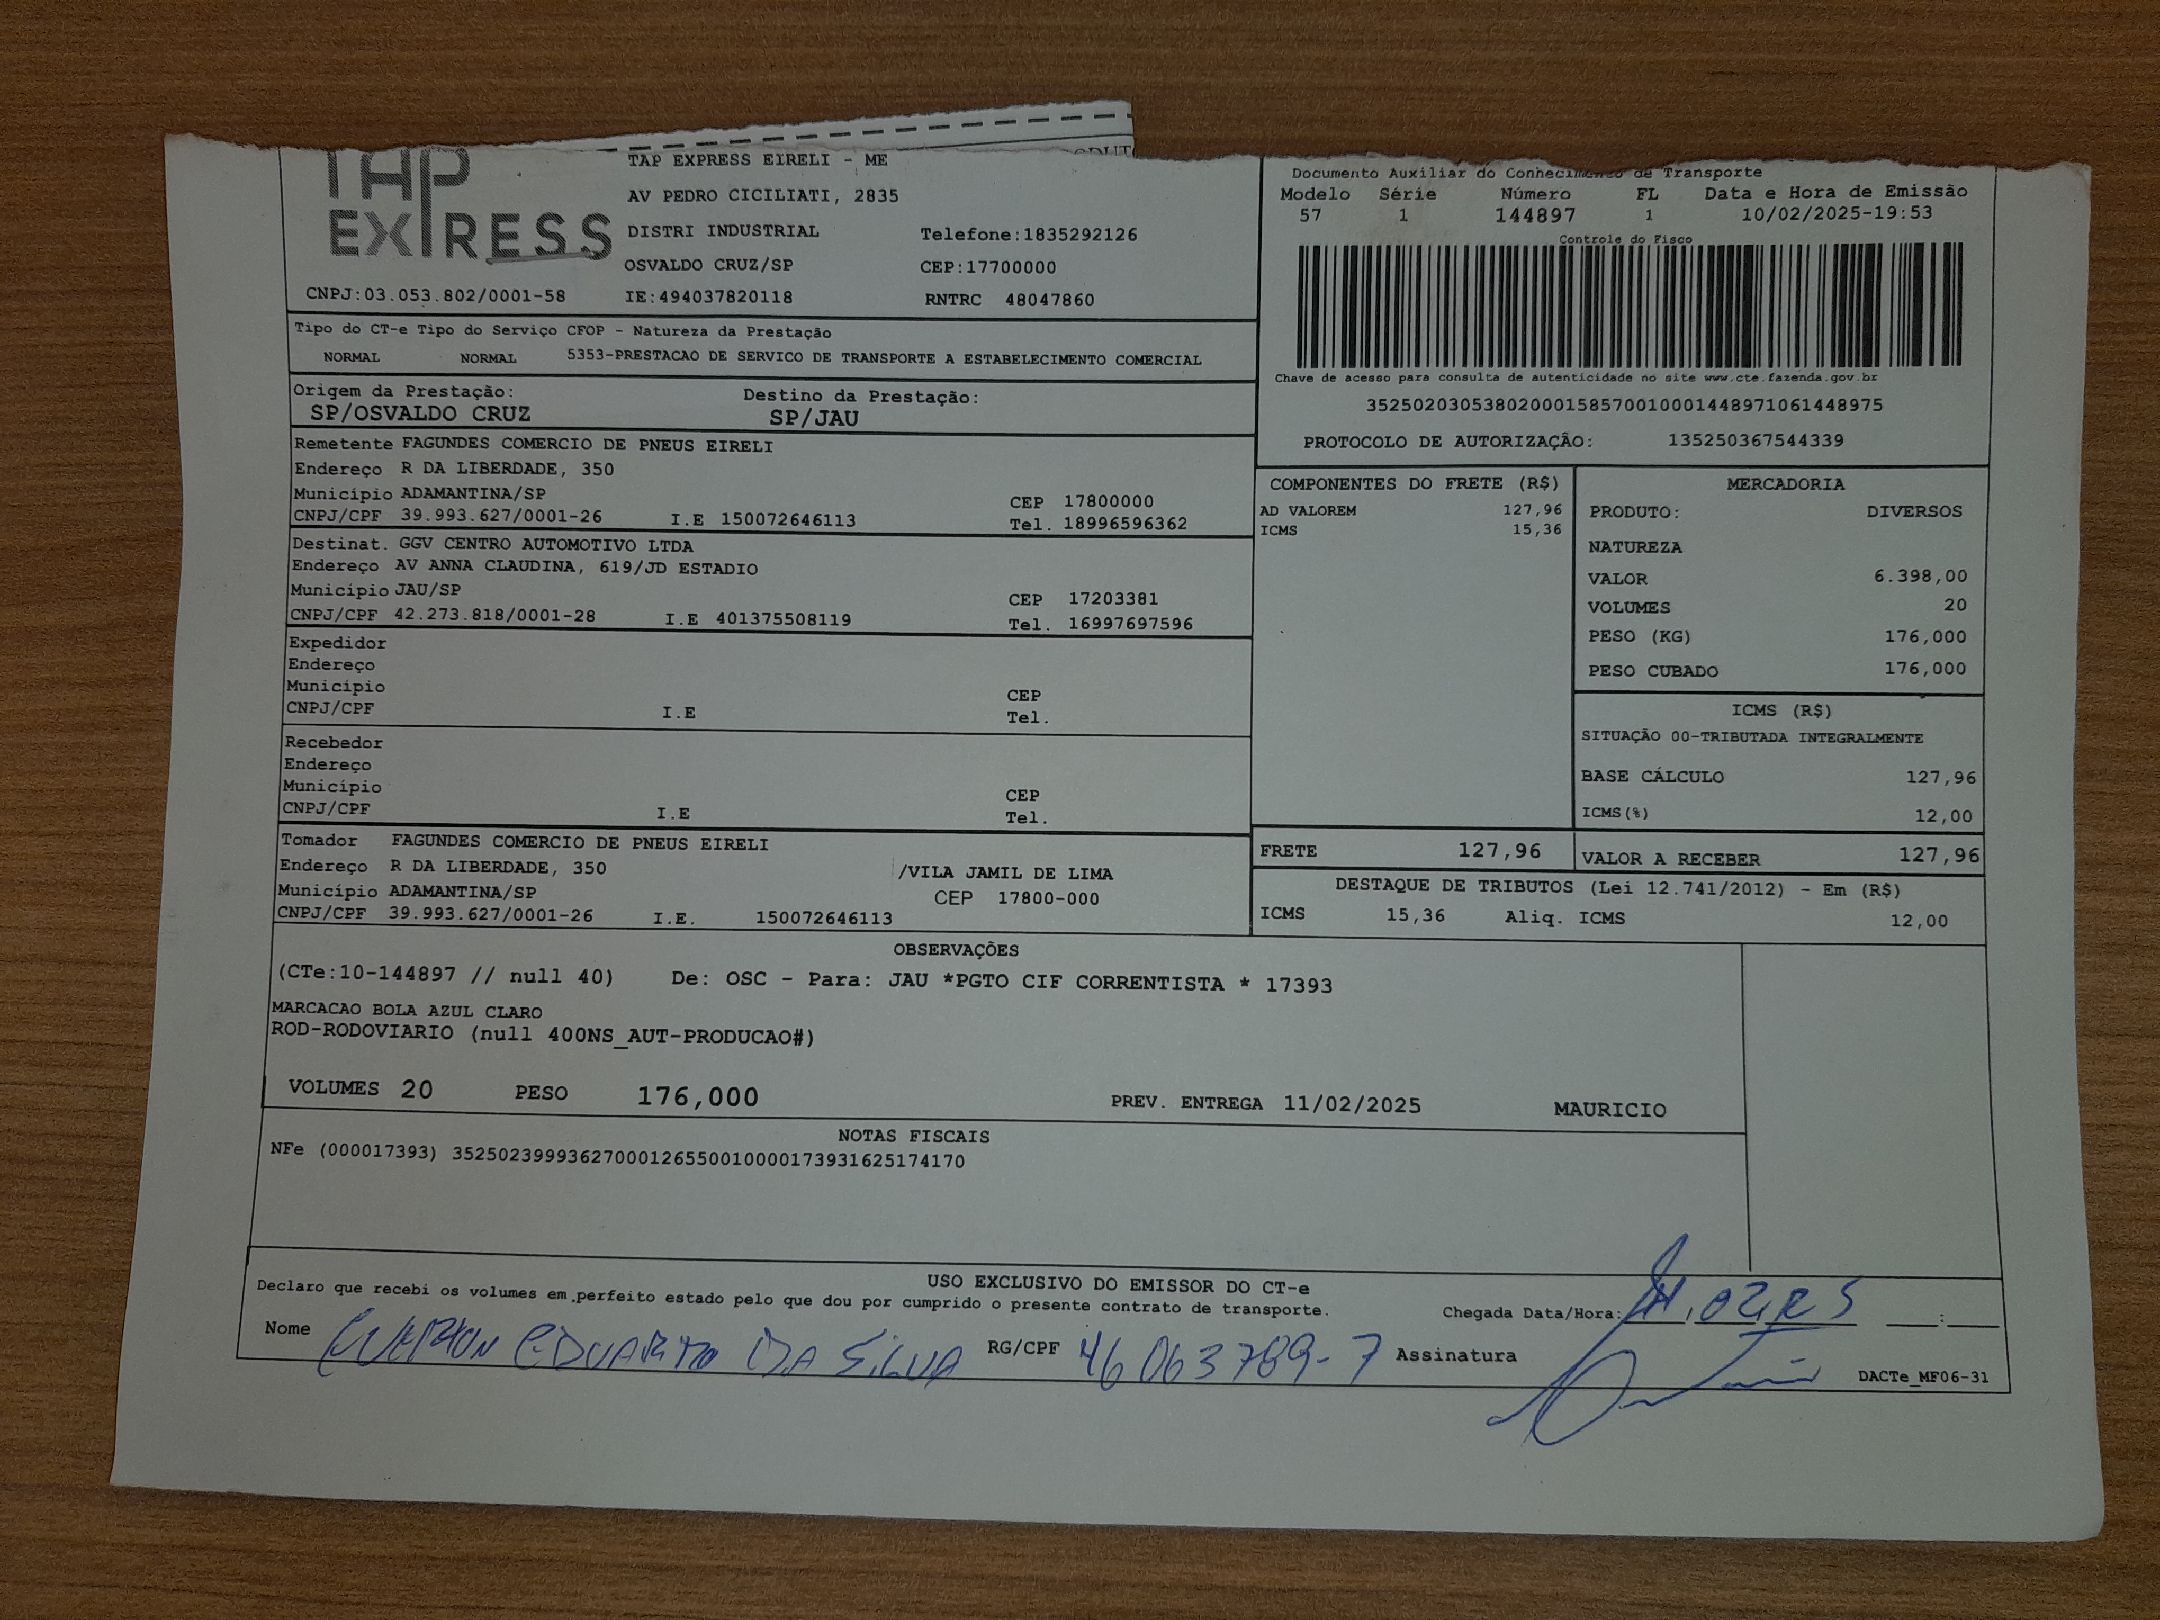 TAP EXPRESS
TAP EXPRESS EIRELI - ME
AV PEDRO CICILIATI, 2835
DISTRI INDUSTRIAL Telefone:1835292126
OSVALDO CRUZ/SP CEP:17700000
CNPJ:03.053.802/0001-58 IE:494037820118 RNTRC 48047860
Documento Auxiliar do Conhecimento de Transporte
Modelo Série Número FL Data e Hora de Emissão
57 1 144897 1 10/02/2025-19:53
Controle do Fisco
Chave de acesso para consulta de autenticidade no site www.cte.fazenda.gov.br
35250203053802000158570010001448971061448975
PROTOCOLO DE AUTORIZAÇÃO: 135250367544339
Tipo do CT-e Tipo do Serviço CFOP - Natureza da Prestação
NORMAL NORMAL 5353-PRESTACAO DE SERVICO DE TRANSPORTE A ESTABELECIMENTO COMERCIAL
Origem da Prestação: Destino da Prestação:
SP/OSVALDO CRUZ SP/JAU
Remetente FAGUNDES COMERCIO DE PNEUS EIRELI
Endereço R DA LIBERDADE, 350
Município ADAMANTINA/SP CEP 17800000
CNPJ/CPF 39.993.627/0001-26 I.E 150072646113 Tel. 18996596362
Destinat. GGV CENTRO AUTOMOTIVO LTDA
Endereço AV ANNA CLAUDINA, 619/JD ESTADIO
Município JAU/SP CEP 17203381
CNPJ/CPF 42.273.818/0001-28 I.E 401375508119 Tel. 16997697596
Expedidor
Endereço
Município CEP
CNPJ/CPF I.E Tel.
Recebedor
Endereço
Município CEP
CNPJ/CPF I.E Tel.
Tomador FAGUNDES COMERCIO DE PNEUS EIRELI
Endereço R DA LIBERDADE, 350 /VILA JAMIL DE LIMA
Município ADAMANTINA/SP CEP 17800-000
CNPJ/CPF 39.993.627/0001-26 I.E. 150072646113
COMPONENTES DO FRETE (R$)
AD VALOREM 127,96
ICMS 15,36
MERCADORIA
PRODUTO: DIVERSOS
NATUREZA
VALOR 6.398,00
VOLUMES 20
PESO (KG) 176,000
PESO CUBADO 176,000
ICMS (R$)
SITUAÇÃO 00-TRIBUTADA INTEGRALMENTE
BASE CÁLCULO 127,96
ICMS(%) 12,00
FRETE 127,96 VALOR A RECEBER 127,96
DESTAQUE DE TRIBUTOS (Lei 12.741/2012) - Em (R$)
ICMS 15,36 Aliq. ICMS 12,00
OBSERVAÇÕES
(CTe:10-144897 // null 40) De: OSC - Para: JAU *PGTO CIF CORRENTISTA * 17393
MARCACAO BOLA AZUL CLARO
ROD-RODOVIARIO (null 400NS_AUT-PRODUCAO#)
VOLUMES 20 PESO 176,000 PREV. ENTREGA 11/02/2025 MAURICIO
NOTAS FISCAIS
NFe (000017393) 35250239993627000126550010000173931625174170
USO EXCLUSIVO DO EMISSOR DO CT-e
Declaro que recebi os volumes em perfeito estado pelo que dou por cumprido o presente contrato de transporte. Chegada Data/Hora: :
Nome EDUARDO DA SILVA RG/CPF 46063789-7 Assinatura
DACTe_MF06-31